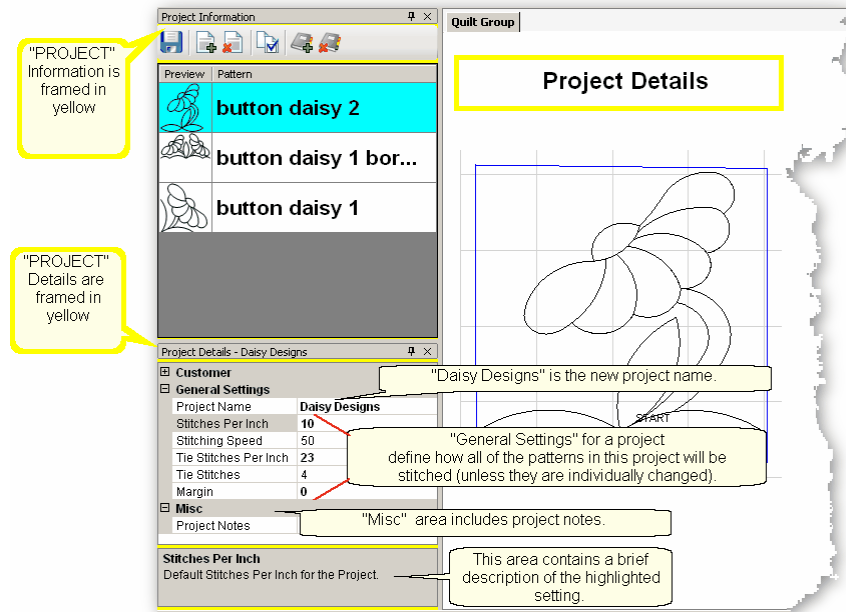 Project Information
"PROJECT"
Information is
framed in
yellow
Preview Pattern
button daisy 2
button daisy 1 bor...
button daisy 1
"PROJECT"
Details are
framed in
yellow
Project Details - Daisy Designs
Customer
General Settings
Project Name Daisy Designs
Stitches Per Inch 10
Stitching Speed 50
Tie Stitches Per Inch 23
Tie Stitches 4
Margin 0
Misc
Project Notes
Stitches Per Inch
Default Stitches Per Inch for the Project.
Quilt Group
Project Details
START
"Daisy Designs" is the new project name.
"General Settings" for a project
define how all of the patterns in this project will be
stitched (unless they are individually changed).
"Misc" area includes project notes.
This area contains a brief
description of the highlighted
setting.